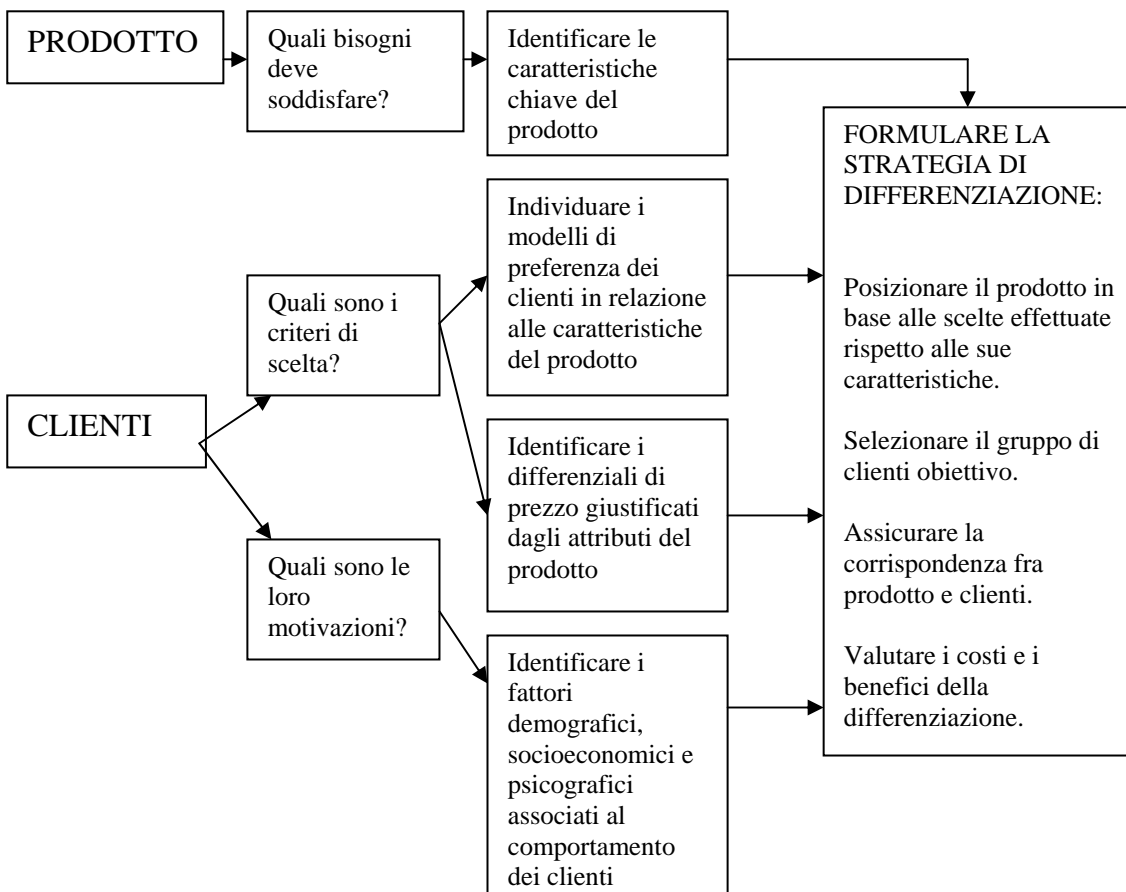 PRODOTTO
Quali bisogni
deve
soddisfare?
Identificare le
caratteristiche
chiave del
prodotto
CLIENTI
Quali sono i
criteri di
scelta?
Individuare i
modelli di
preferenza dei
clienti in relazione
alle caratteristiche
del prodotto
Identificare i
differenziali di
prezzo giustificati
dagli attributi del
prodotto
Quali sono le
loro
motivazioni?
Identificare i
fattori
demografici,
socioeconomici e
psicografici
associati al
comportamento
dei clienti
FORMULARE LA
STRATEGIA DI
DIFFERENZIAZIONE:
Posizionare il prodotto in
base alle scelte effettuate
rispetto alle sue
caratteristiche.
Selezionare il gruppo di
clienti obiettivo.
Assicurare la
corrispondenza fra
prodotto e clienti.
Valutare i costi e i
benefici della
differenziazione.